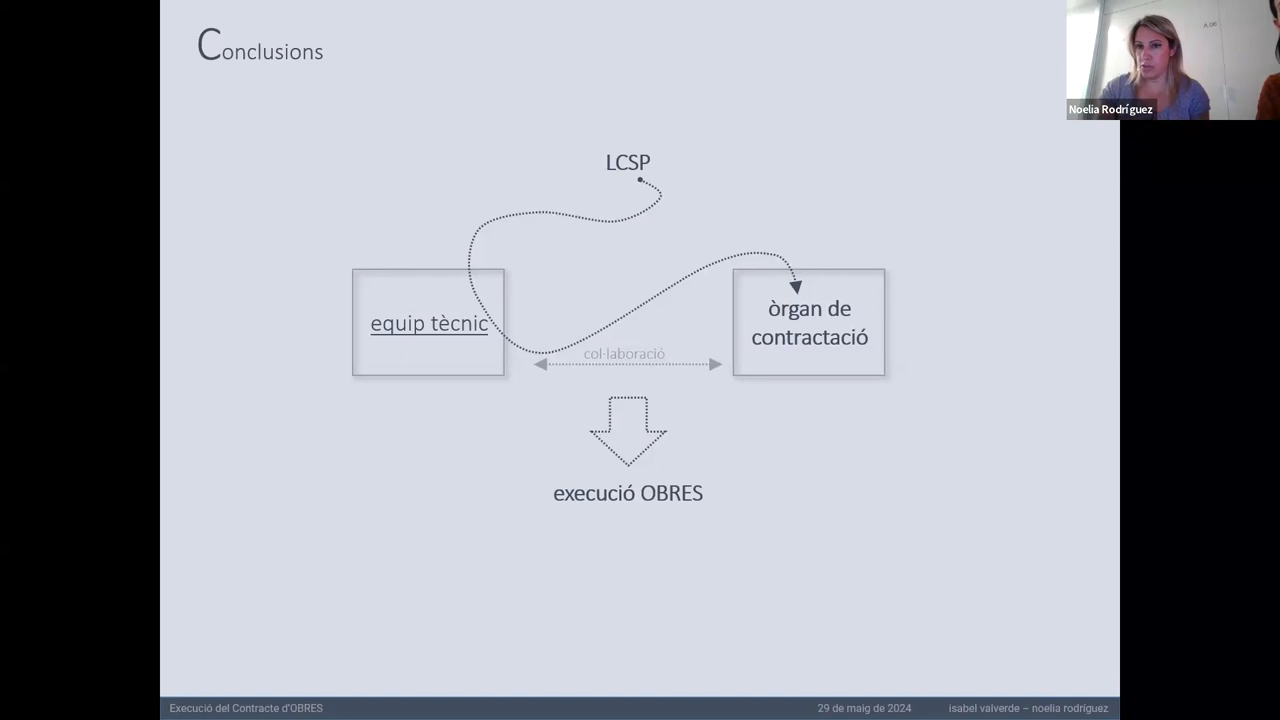 Conclusions
A.06
Noelia Rodríguez
LCSP
equip tècnic
òrgan de
contractació
col·laboració
execució OBRES
Execució del Contracte d'OBRES
29 de maig de 2024
isabel valverde – noelia rodríguez